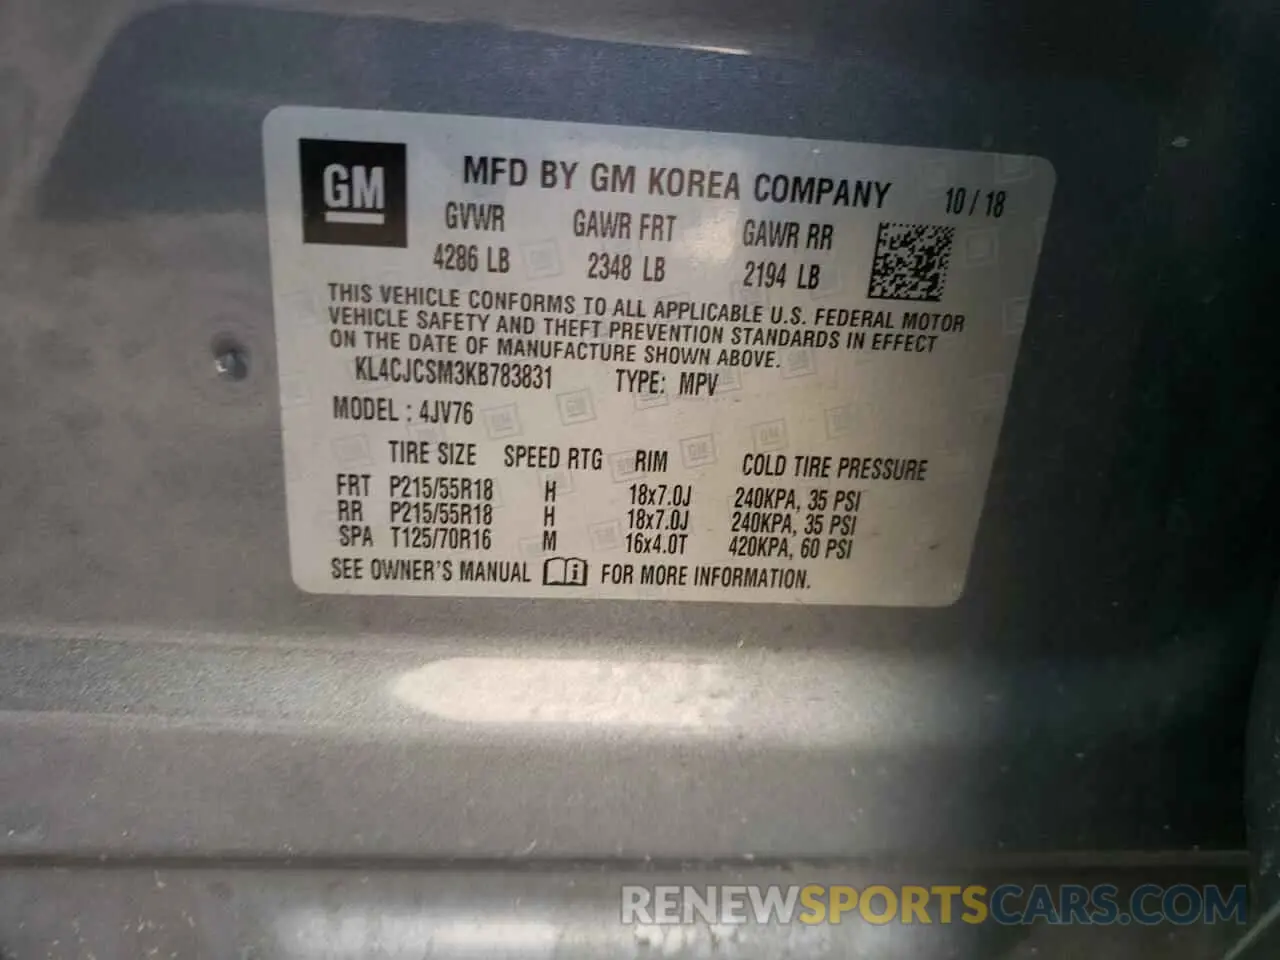 GM
MFD BY GM KOREA COMPANY 10 / 18
GVWR GAWR FRT GAWR RR
4286 LB 2348 LB 2194 LB
THIS VEHICLE CONFORMS TO ALL APPLICABLE U.S. FEDERAL MOTOR
VEHICLE SAFETY AND THEFT PREVENTION STANDARDS IN EFFECT
ON THE DATE OF MANUFACTURE SHOWN ABOVE.
KL4CJCSM3KB783831 TYPE: MPV
MODEL : 4JV76
TIRE SIZE SPEED RTG RIM COLD TIRE PRESSURE
FRT P215/55R18 H 18x7.0J 240KPA, 35 PSI
RR P215/55R18 H 18x7.0J 240KPA, 35 PSI
SPA T125/70R16 M 16x4.0T 420KPA, 60 PSI
SEE OWNER'S MANUAL i FOR MORE INFORMATION.
RENEWSPORTSCARS.COM